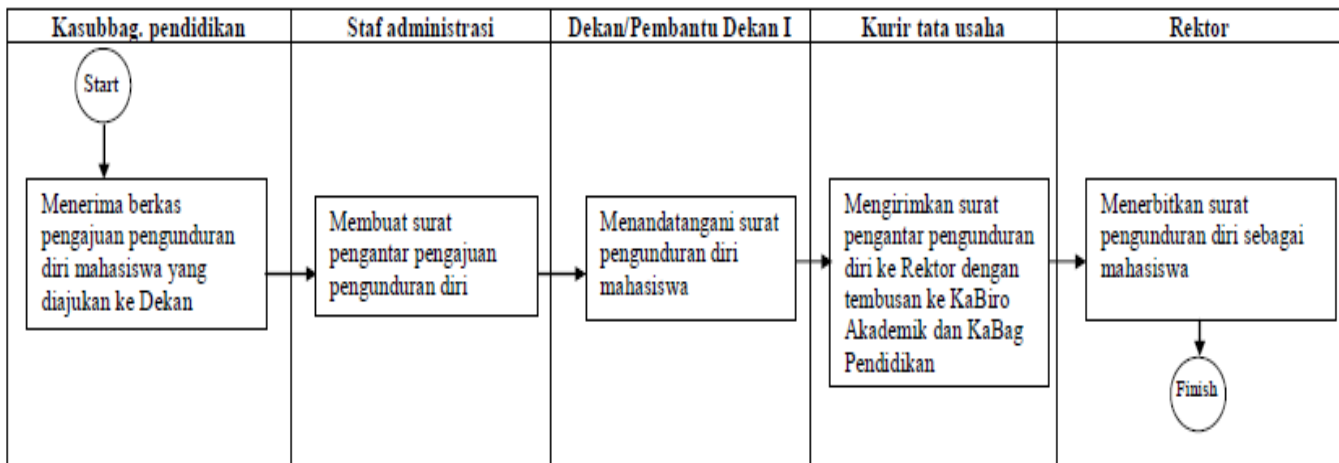 Kasubbag. pendidikan
Staf administrasi
Dekan/Pembantu Dekan I
Kurir tata usaha
Rektor
Start
Menerima berkas
pengajuan pengunduran
diri mahasiswa yang
diajukan ke Dekan
Membuat surat
pengantar pengajuan
pengunduran diri
Menandatangani surat
pengunduran diri
mahasiswa
Mengirimkan surat
pengantar pengunduran
diri ke Rektor dengan
tembusan ke KaBiro
Akademik dan KaBag
Pendidikan
Menerbitkan surat
pengunduran diri sebagai
mahasiswa
Finish